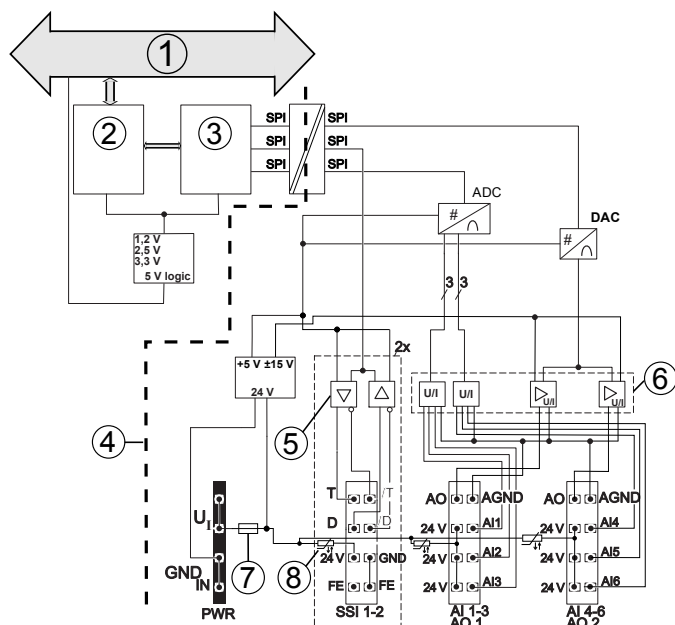 1
2
3
SPI SPI
SPI SPI
SPI SPI
ADC
#
DAC
#
1,2 V
2,5 V
3,3 V
5 V logic
3 3
+5 V ±15 V
24 V
2x
U/I U/I U/I U/I
4
5
6
T /T
D /D
24 V GND
FE FE
SSI 1-2
AO AGND
24 V AI1
24 V AI2
24 V AI3
AI 1-3
AO 1
AO AGND
24 V AI4
24 V AI5
24 V AI6
AI 4-6
AO 2
UI
GND
IN
PWR
7
8